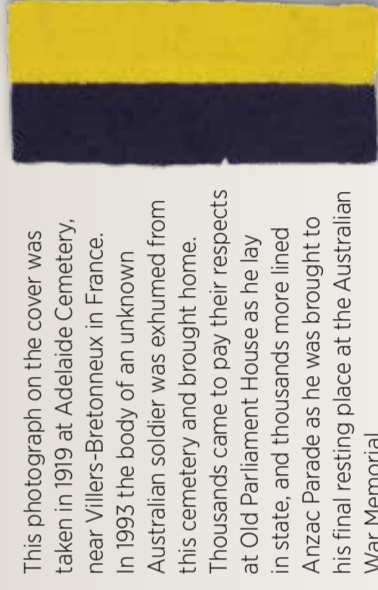 This photograph on the cover was
taken in 1919 at Adelaide Cemetery,
near Villers-Bretonneux in France.
In 1993 the body of an unknown
Australian soldier was exhumed from
this cemetery and brought home.
Thousands came to pay their respects
at Old Parliament House as he lay
in state, and thousands more lined
Anzac Parade as he was brought to
his final resting place at the Australian
War Memorial